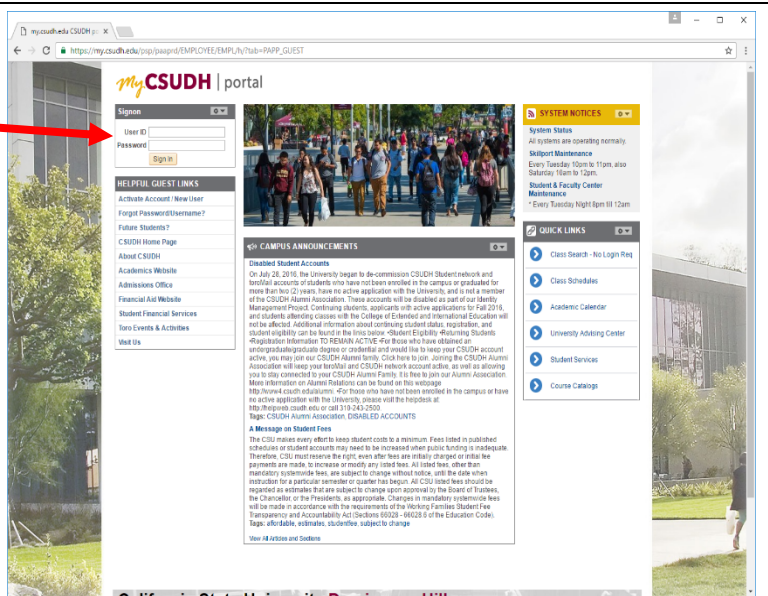 my.csudh.edu CSUDH p
https://my.csudh.edu/psp/paaprd/EMPLOYEE/EMPL/h/?tab=PAPP_GUEST
my.CSUDH | portal
Signon
User ID
Password
Sign In
HELPFUL GUEST LINKS
Activate Account / New User
Forgot Password/Username?
Future Students?
CSUDH Home Page
About CSUDH
Academics Website
Admissions Office
Financial Aid Website
Student Financial Services
Toro Events & Activities
Visit Us
CAMPUS ANNOUNCEMENTS
Disabled Student Accounts
On July 28, 2016, the University began to de-commission CSUDH Student.network and
toroMail accounts of students who have not been enrolled in the campus or graduated for
more than two (2) years, have no active application with the University, and is not a member
of the CSUDH Alumni Association. These accounts will be disabled as part of our Identity
Management Project. Continuing students, applicants with active applications for Fall 2016,
and students attending classes with the College of Extended and International Education will
not be affected. Additional information about continuing student status, registration, and
student eligibility can be found in the links below. •Student Eligibility •Returning Students
•Registration Information TO REMAIN ACTIVE •For those who have obtained an
undergraduate/graduate degree or credential and would like to keep your CSUDH account
active, you may join our CSUDH Alumni family. Click here to join. Joining the CSUDH Alumni
Association will keep your toroMail and CSUDH network account active, as well as allowing
you to stay connected to your CSUDH Alumni Family. It is free to join our Alumni Association.
More information on Alumni Relations can be found on this webpage
http://www4.csudh.edu/alumni. •For those who have not been enrolled in the campus or have
no active application with the University, please visit the helpdesk at
http://helpweb.csudh.edu or call 310-243-2500.
Tags: CSUDH Alumni Association, DISABLED ACCOUNTS
A Message on Student Fees
The CSU makes every effort to keep student costs to a minimum. Fees listed in published
schedules or student accounts may need to be increased when public funding is inadequate.
Therefore, CSU must reserve the right, even after fees are initially charged or initial fee
payments are made, to increase or modify any listed fees. All listed fees, other than
mandatory systemwide fees, are subject to change without notice, until the date when
instruction for a particular semester or quarter has begun. All CSU listed fees should be
regarded as estimates that are subject to change upon approval by the Board of Trustees,
the Chancellor, or the Presidents, as appropriate. Changes in mandatory systemwide fees
will be made in accordance with the requirements of the Working Families Student Fee
Transparency and Accountability Act (Sections 66028 - 66028.6 of the Education Code).
Tags: affordable, estimates, studentfee, subject to change
View All Articles and Sections
SYSTEM NOTICES
System Status
All systems are operating normally.
Skillport Maintenance
Every Tuesday 10pm to 11pm, also
Saturday 10am to 12pm.
Student & Faculty Center
Maintenance
* Every Tuesday Night 8pm till 12am
QUICK LINKS
Class Search - No Login Req
Class Schedules
Academic Calendar
University Advising Center
Student Services
Course Catalogs
California State University, Dominguez Hills